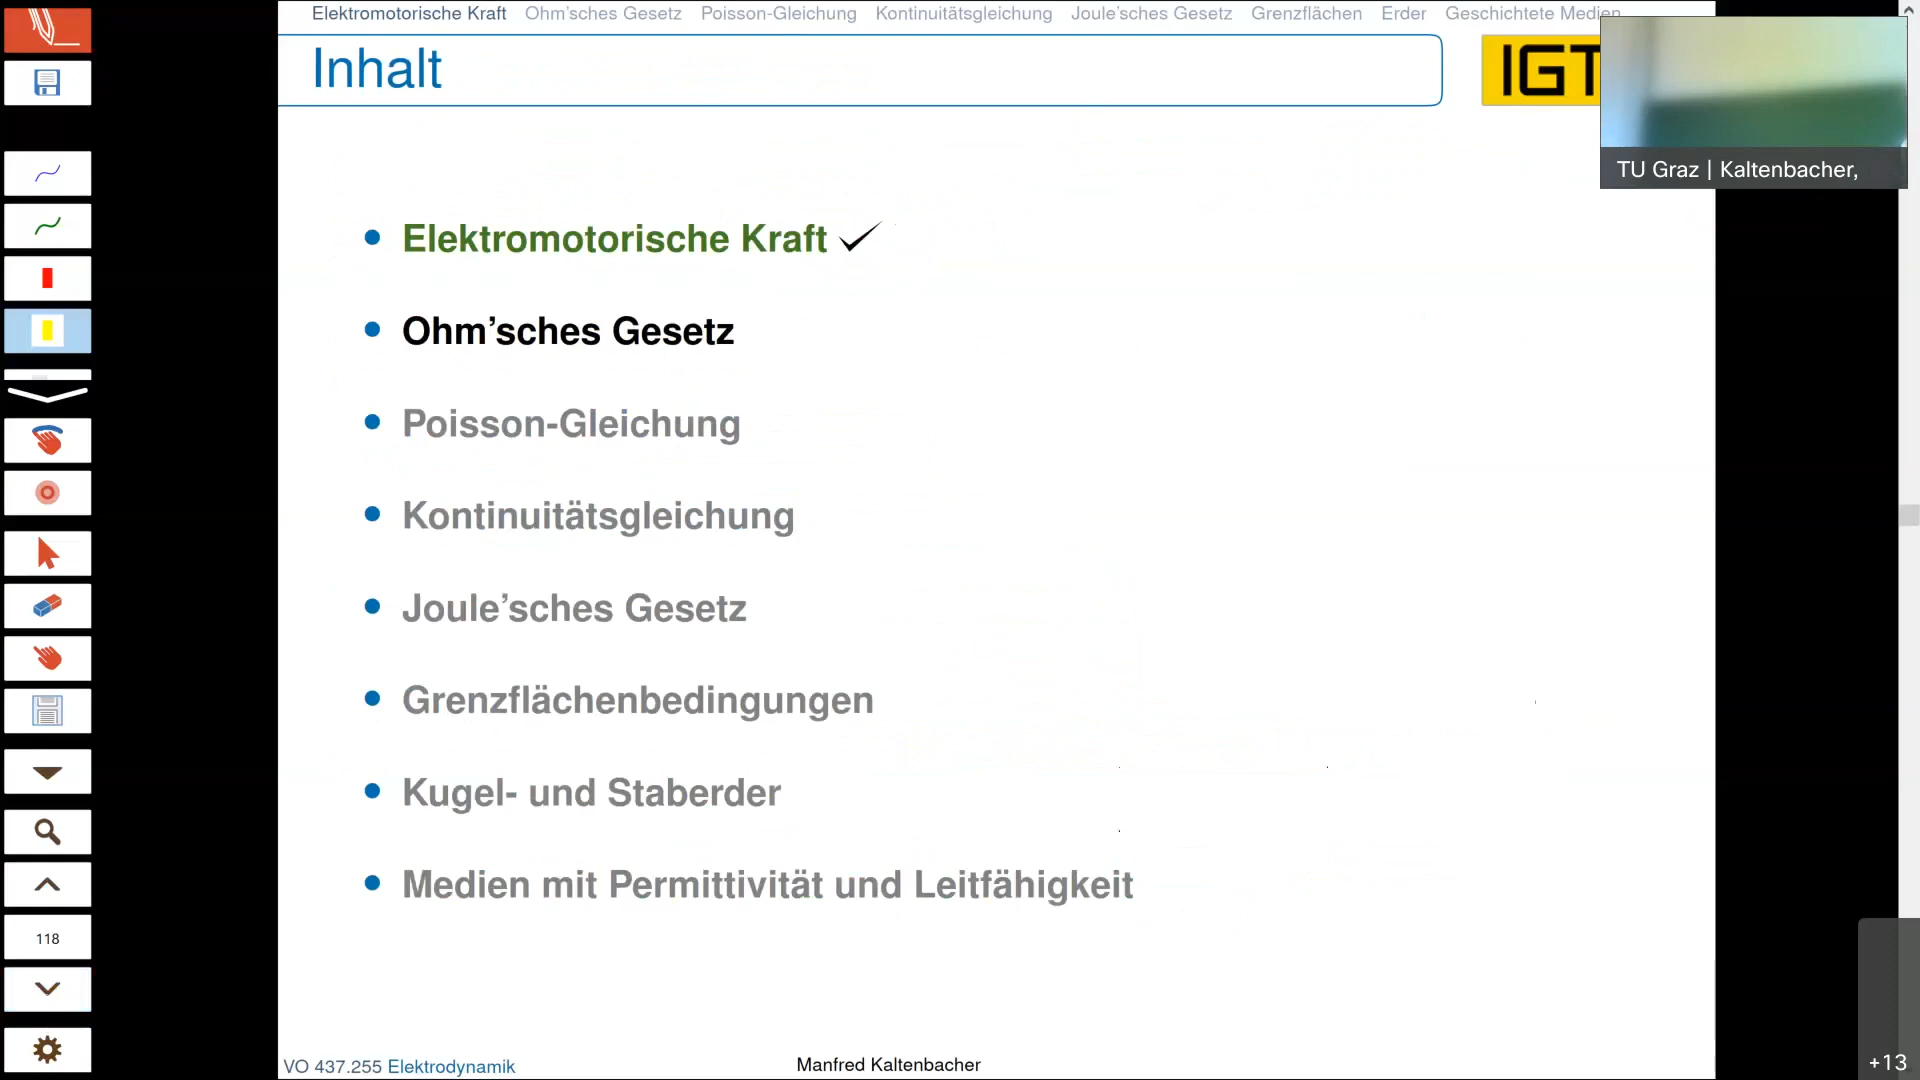 Elektromotorische Kraft Ohm'sches Gesetz Poisson-Gleichung Kontinuitätsgleichung Joule'sches Gesetz Grenzflächen Erder Geschichtete Medien
Inhalt
IGT
TU Graz | Kaltenbacher,
Elektromotorische Kraft
Ohm'sches Gesetz
Poisson-Gleichung
Kontinuitätsgleichung
Joule'sches Gesetz
Grenzflächenbedingungen
Kugel- und Staberder
Medien mit Permittivität und Leitfähigkeit
118
VO 437.255 Elektrodynamik
Manfred Kaltenbacher
+13